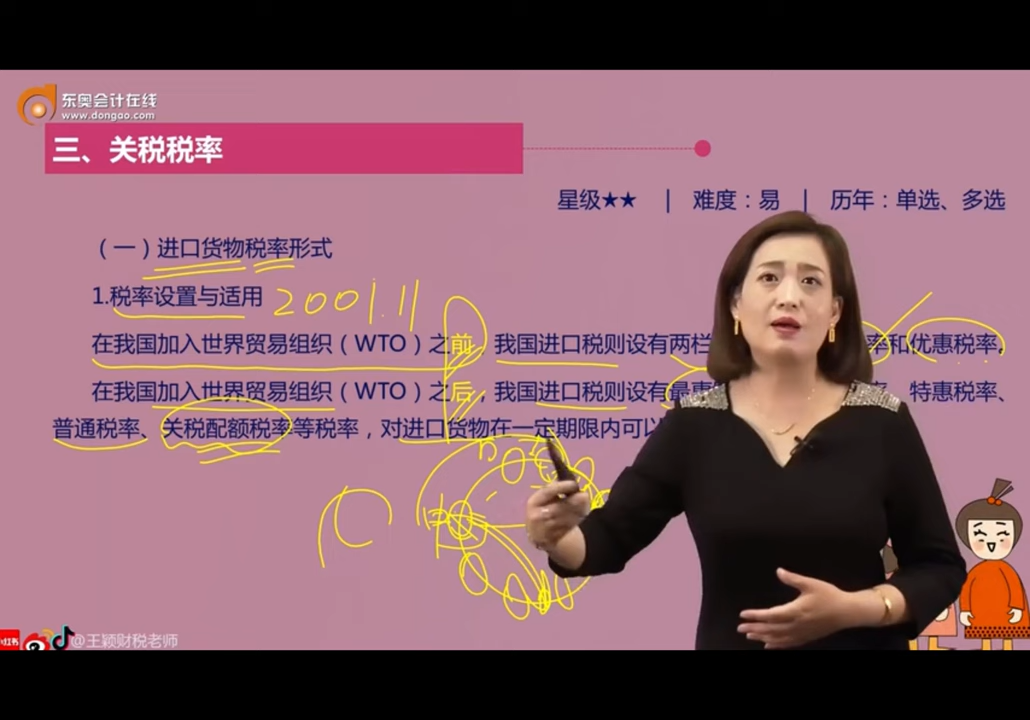 东奥会计在线
www.dongao.com
三、关税税率
星级★★ | 难度:易 | 历年:单选、多选
(一)进口货物税率形式
1.税率设置与适用 2001.11
在我国加入世界贸易组织(WTO)之前,我国进口税则设有两栏 率和优惠税率。
在我国加入世界贸易组织(WTO)之后,我国进口税则设有最惠 率、特惠税率、
普通税率、关税配额税率等税率,对进口货物在一定期限内可以
小红书 @王颖财税老师